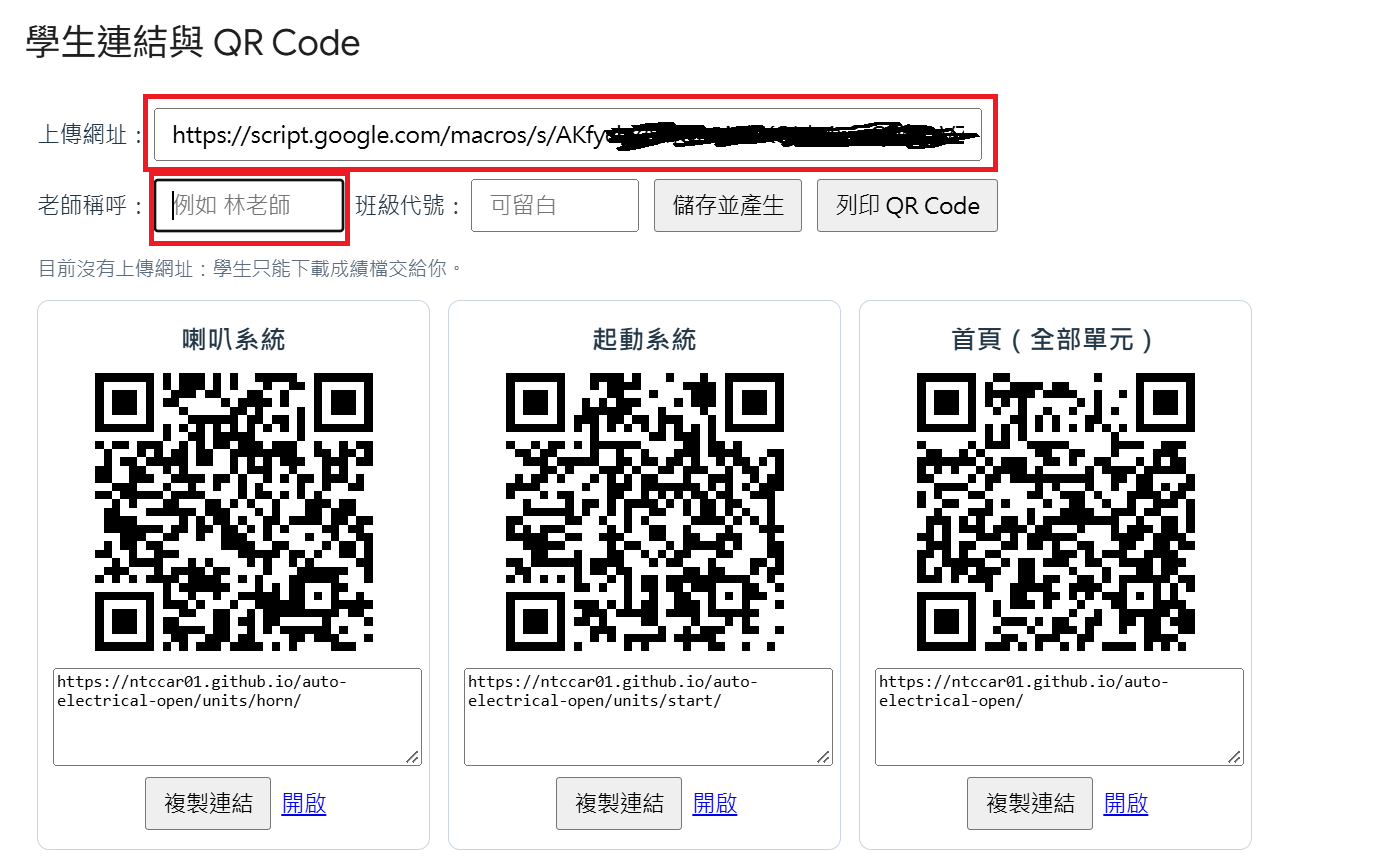 學生連結與 QR Code
上傳網址： https://script.google.com/macros/s/AKfy
老師稱呼： 例如 林老師 班級代號： 可留白 儲存並產生 列印 QR Code
目前沒有上傳網址：學生只能下載成績檔交給你。
喇叭系統
https://ntccar01.github.io/auto-
electrical-open/units/horn/
複製連結 開啟
起動系統
https://ntccar01.github.io/auto-
electrical-open/units/start/
複製連結 開啟
首頁（全部單元）
https://ntccar01.github.io/auto-
electrical-open/
複製連結 開啟